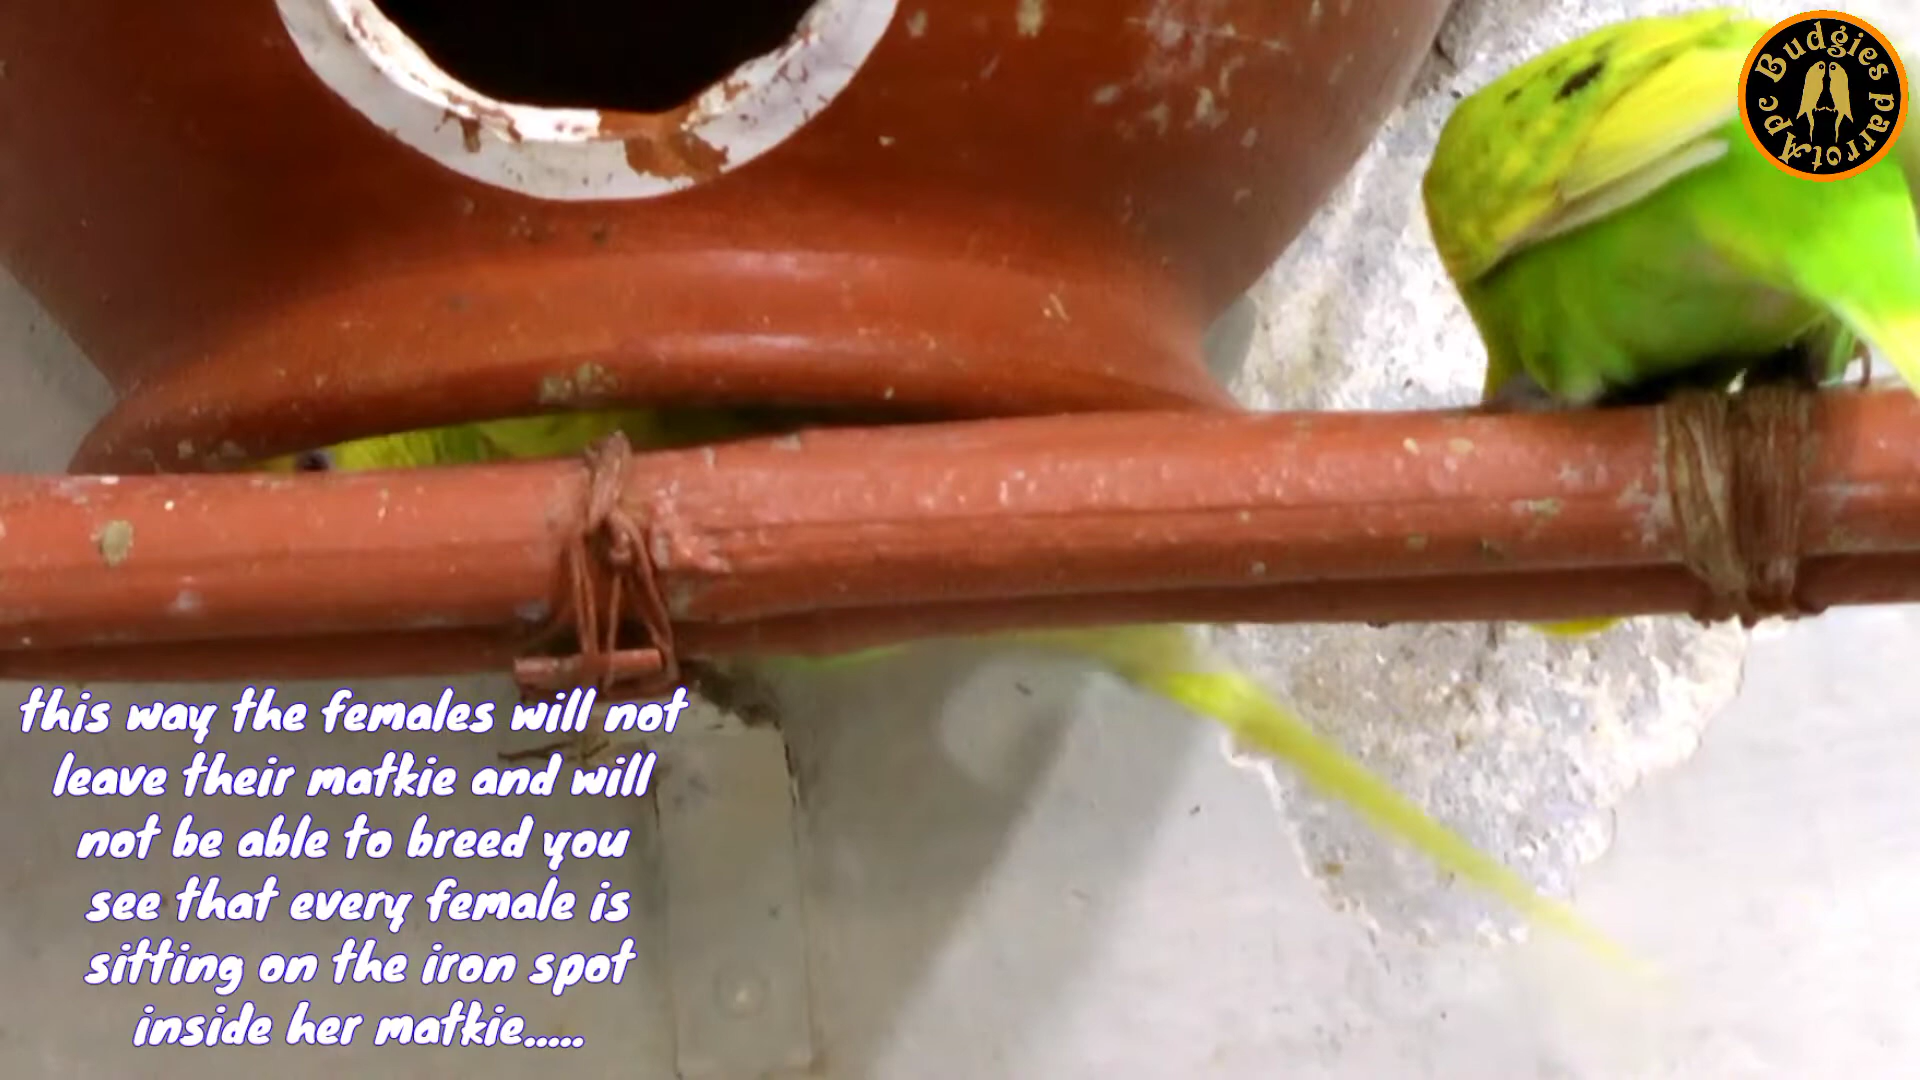 Apc Budgies parrot
this way the females will not
leave their matkie and will
not be able to breed you
see that every female is
sitting on the iron spot
inside her matkie.....